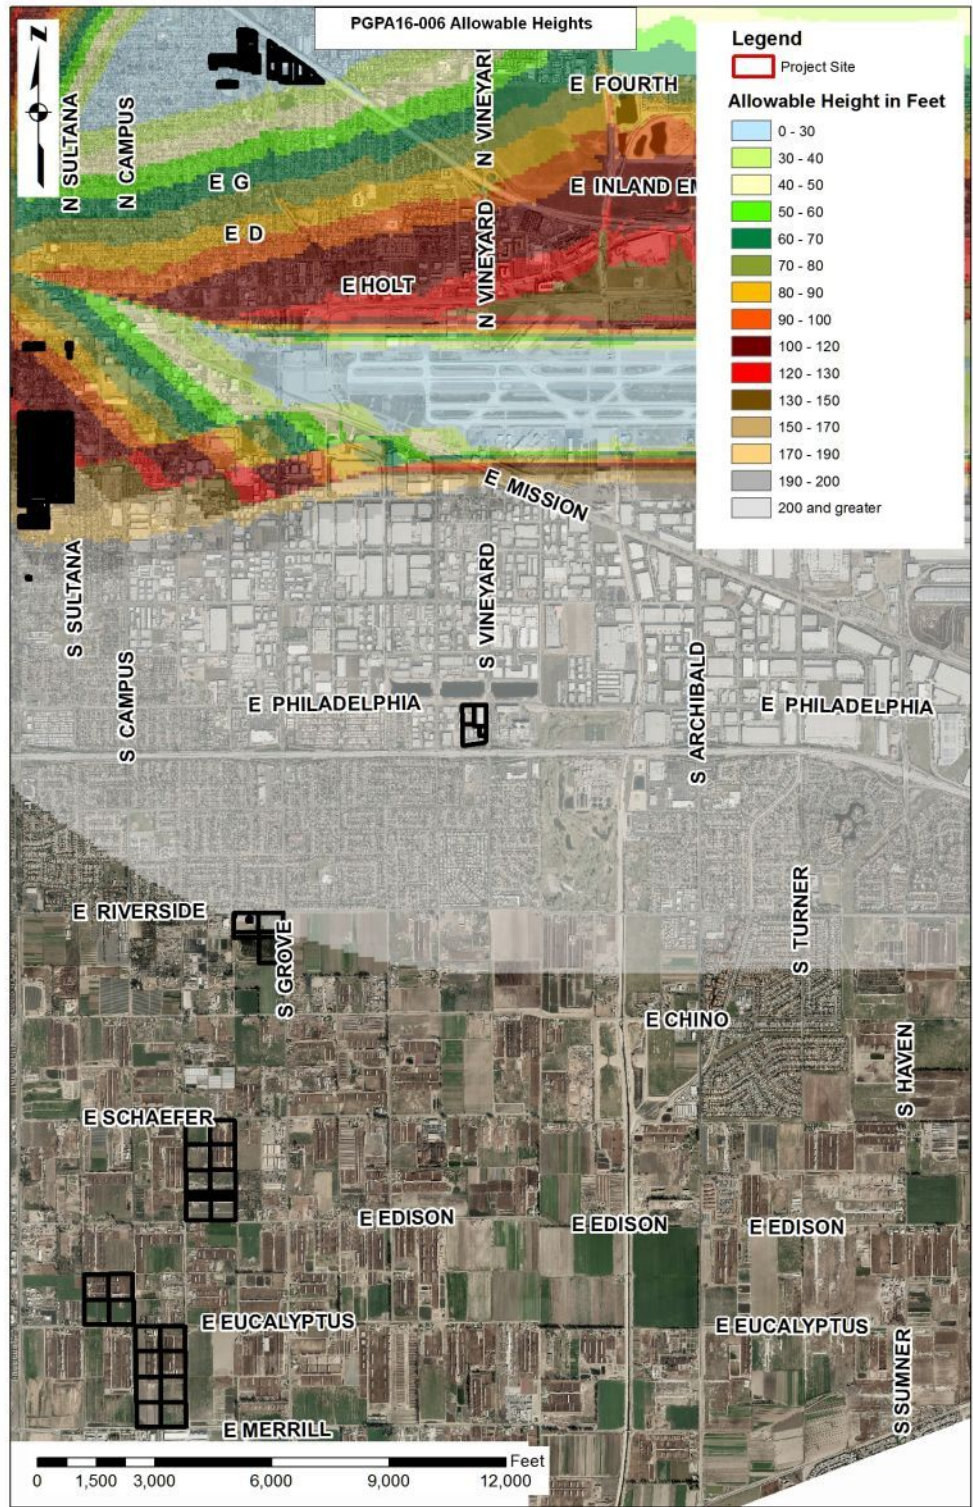 PGPA16-006 Allowable Heights
N
Legend
Project Site
Allowable Height in Feet
0 - 30
30 - 40
40 - 50
50 - 60
60 - 70
70 - 80
80 - 90
90 - 100
100 - 120
120 - 130
130 - 150
150 - 170
170 - 190
190 - 200
200 and greater
N SULTANA
N CAMPUS
N VINEYARD
E FOURTH
E G
E INLAND EM
E D
N VINEYARD
E HOLT
E MISSION
S SULTANA
S VINEYARD
S CAMPUS
E PHILADELPHIA
S ARCHIBALD
E PHILADELPHIA
E RIVERSIDE
S GROVE
S TURNER
E CHINO
S HAVEN
E SCHAEFER
E EDISON
E EDISON
E EDISON
E EUCALYPTUS
E EUCALYPTUS
S SUMNER
E MERRILL
Feet
0 1,500 3,000 6,000 9,000 12,000